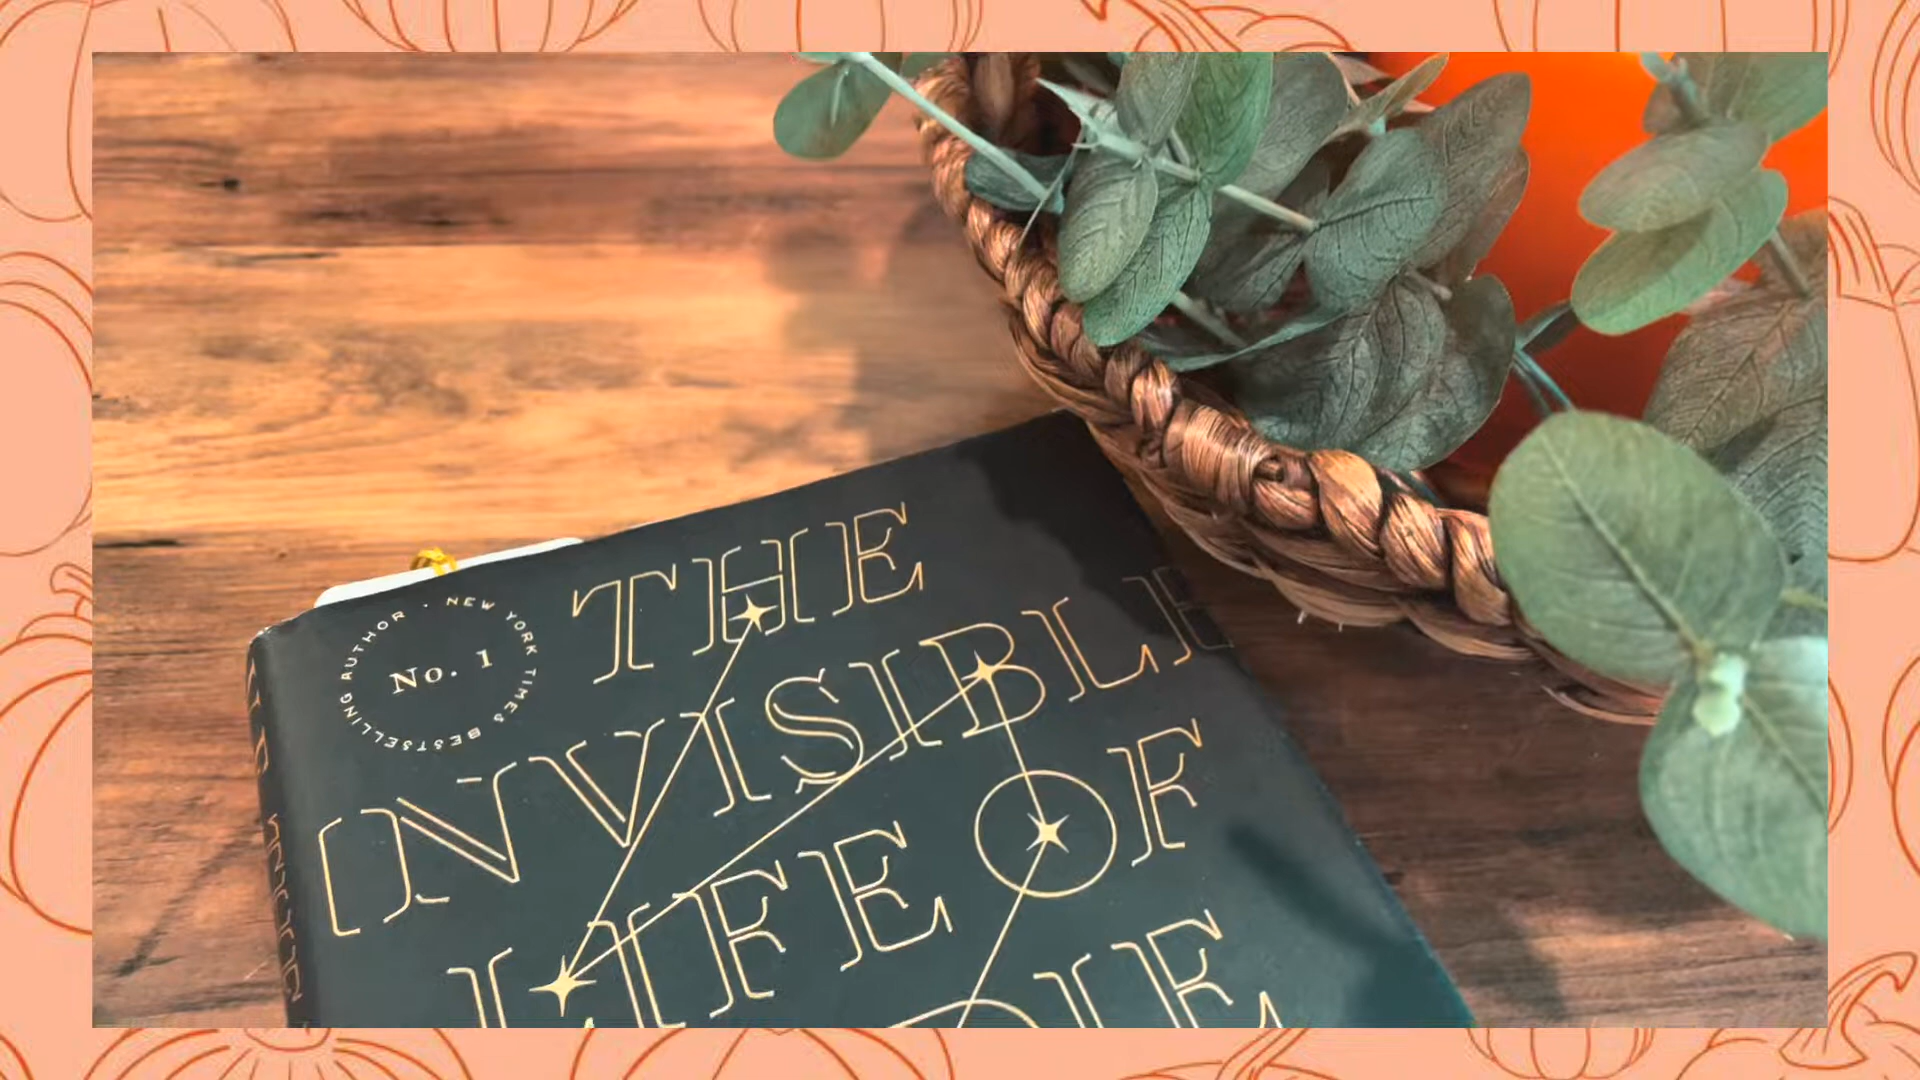 · NEW YORK TIMES BESTSELLING AUTHOR
No. 1
THE
INVISIBLE
LIFE OF